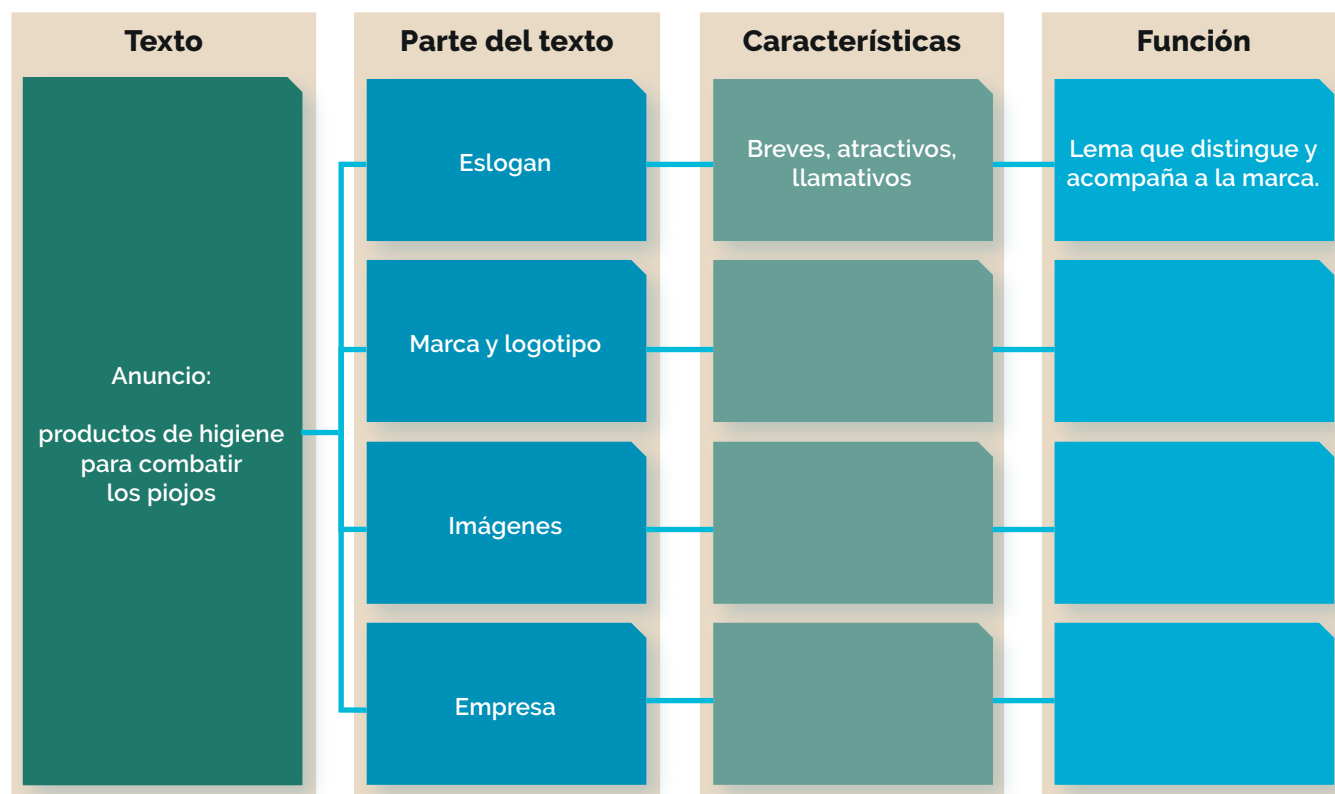 Texto
Parte del texto
Características
Función
Anuncio:
productos de higiene
para combatir
los piojos
Eslogan
Breves, atractivos,
llamativos
Lema que distingue y
acompaña a la marca.
Marca y logotipo
Imágenes
Empresa